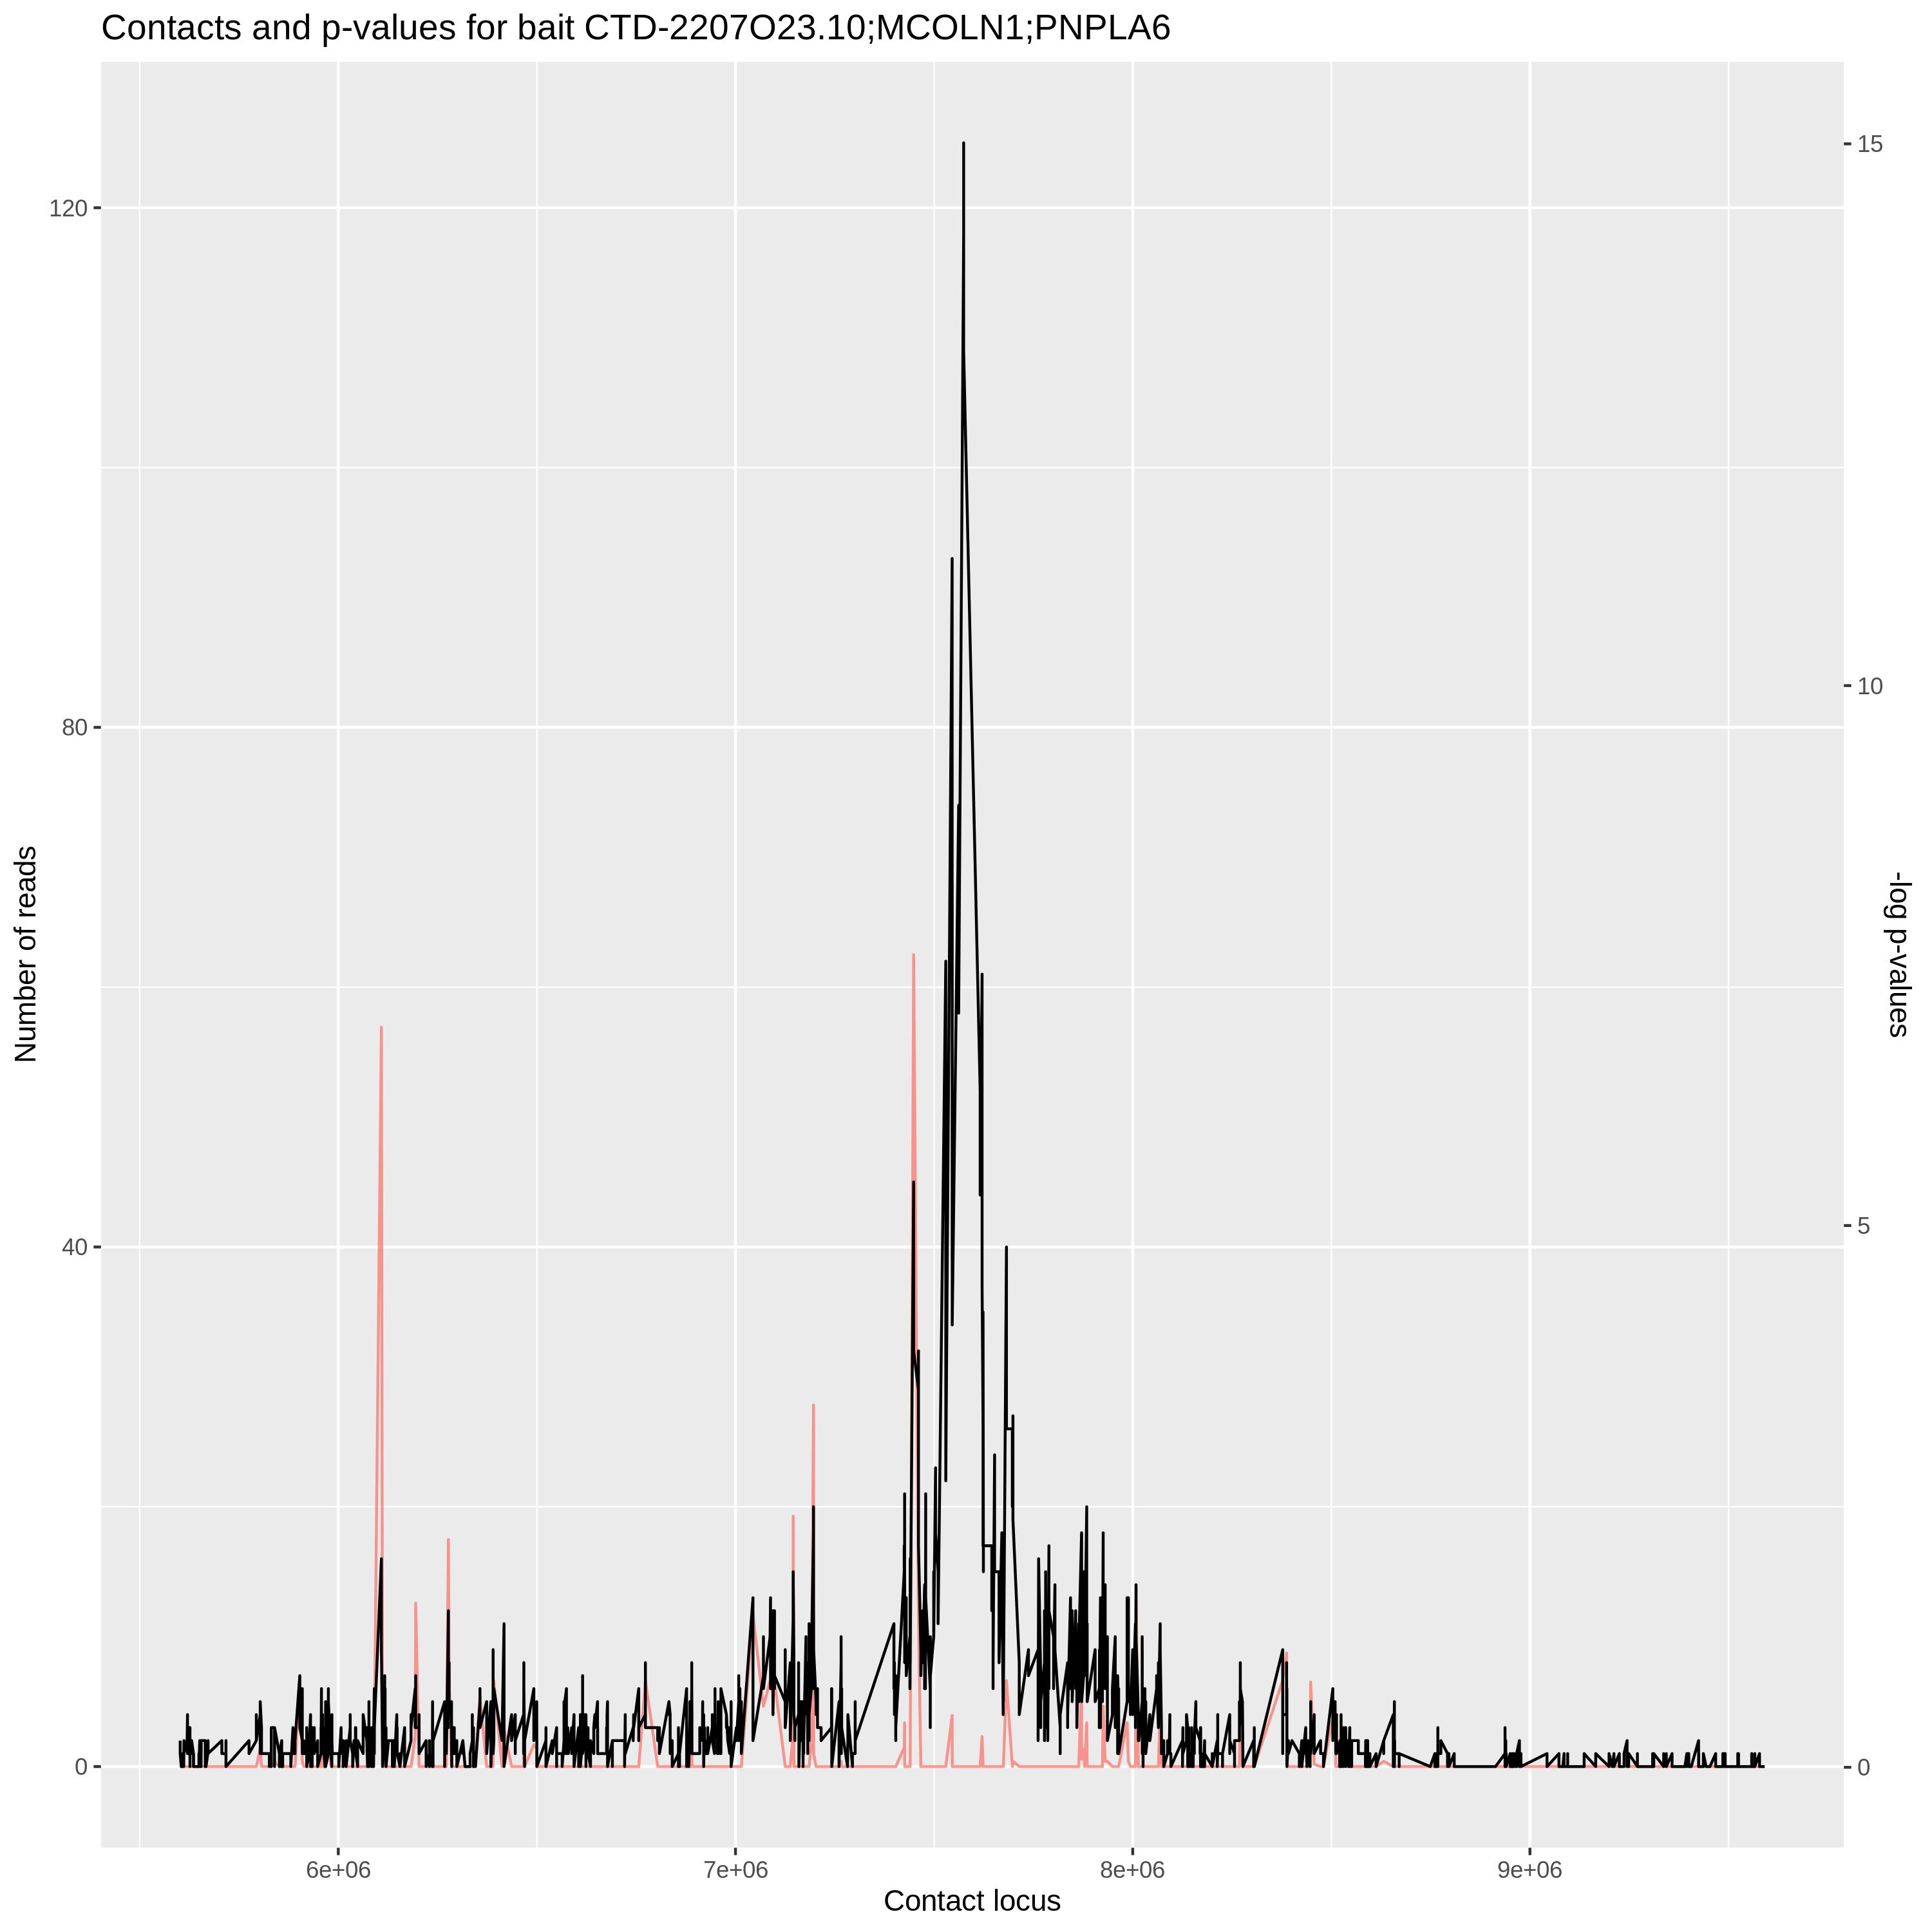 Contacts and p-values for bait CTD-2207O23.10;MCOLN1;PNPLA6
120
80
40
0
Number of reads
15
10
5
0
-log p-values
6e+06
7e+06
8e+06
9e+06
Contact locus